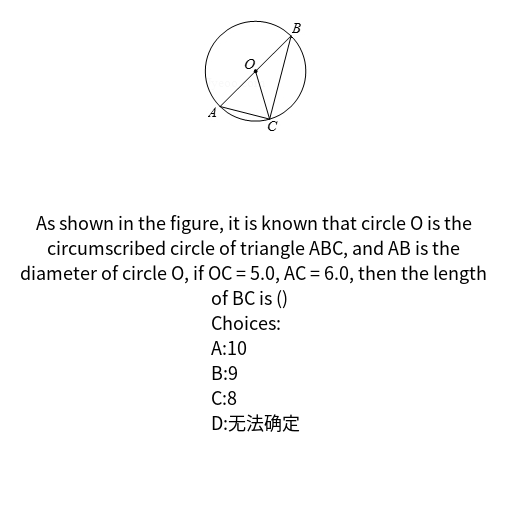 B
O
A
C
As shown in the figure, it is known that circle O is the
circumscribed circle of triangle ABC, and AB is the
diameter of circle O, if OC = 5.0, AC = 6.0, then the length
of BC is ()
Choices:
A:10
B:9
C:8
D:无法确定